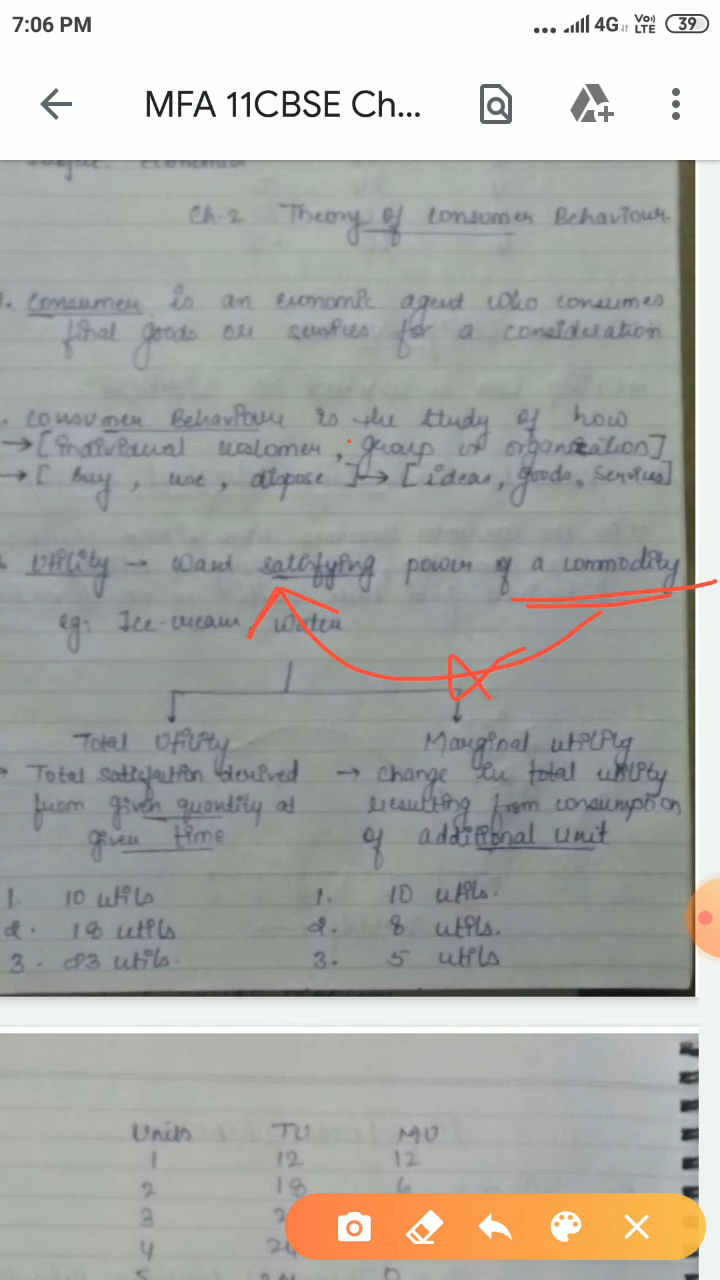 7:06 PM
4G Vo) LTE 39
MFA 11CBSE Ch...
Ch-2 Theory of Consumer Behaviour.
1. Consumer is an economic agent who consumes
final goods or services for a consideration
. Consumer Behaviour is the study of how
→ [individual customer, group or organization]
→ [buy, use, dispose] → [ideas, goods, services]
Utility → Want satisfying power of a commodity
eg: Ice-cream, water
Total Utility
→ Total satisfaction derived
from given quantity at
given time
1. 10 utils
2. 18 utils
3. 23 utils.
Marginal utility
→ change in total utility
resulting from consumption
of additional unit
1. 10 utils.
2. 8 utils.
3. 5 utils
Units TU MU
1 12 12
2 18 6
3
4
5